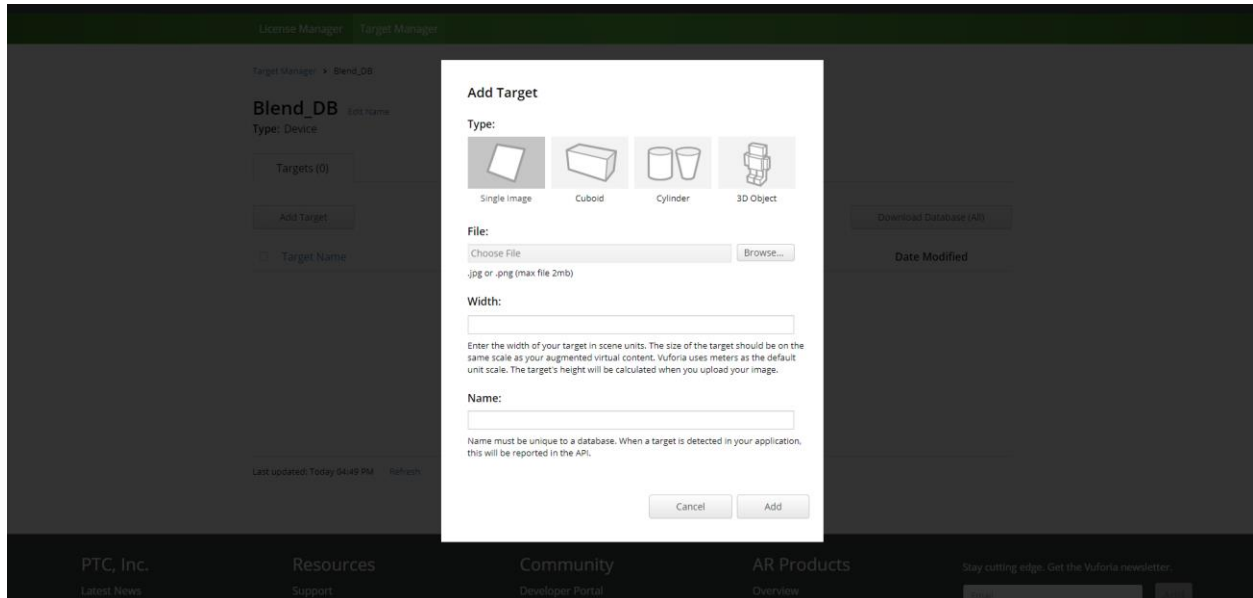 License Manager Target Manager
Target Manager > Blend_DB
Blend_DB Edit Name
Type: Device
Targets (0)
Add Target
Download Database (All)
Target Name
Date Modified
Last updated: Today 04:49 PM Refresh
Add Target
Type:
Single Image Cuboid Cylinder 3D Object
File:
Choose File Browse...
.jpg or .png (max file 2mb)
Width:
Enter the width of your target in scene units. The size of the target should be on the
same scale as your augmented virtual content. Vuforia uses meters as the default
unit scale. The target's height will be calculated when you upload your image.
Name:
Name must be unique to a database. When a target is detected in your application,
this will be reported in the API.
Cancel Add
PTC, Inc. Resources Community AR Products
Stay cutting edge. Get the Vuforia newsletter.
Latest News Support Developer Portal Overview